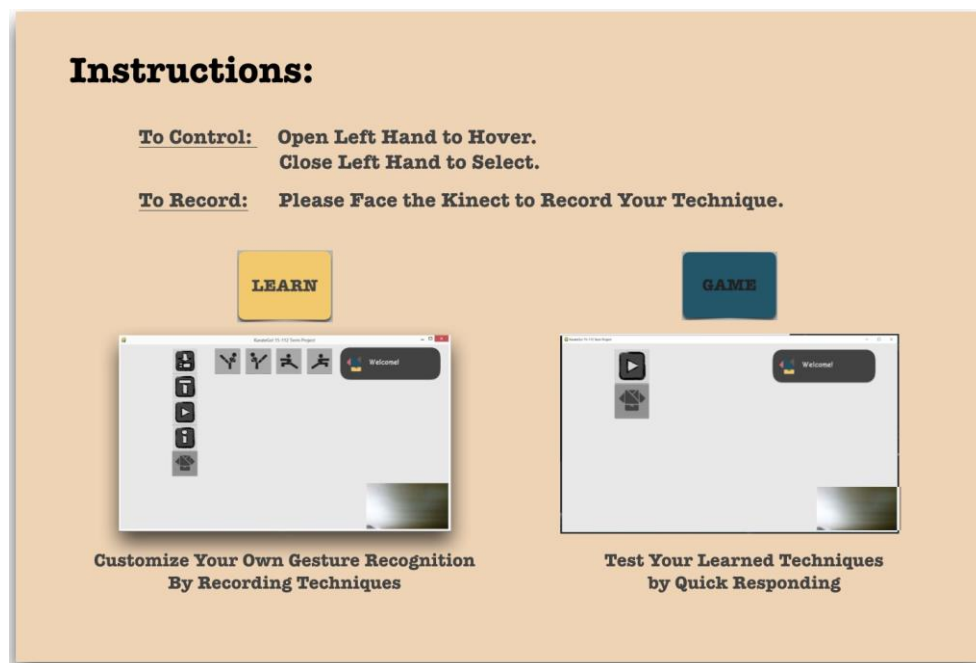 Instructions:
To Control: Open Left Hand to Hover.
Close Left Hand to Select.
To Record: Please Face the Kinect to Record Your Technique.
LEARN
GAME
Welcome!
Welcome!
Customize Your Own Gesture Recognition
By Recording Techniques
Test Your Learned Techniques
by Quick Responding